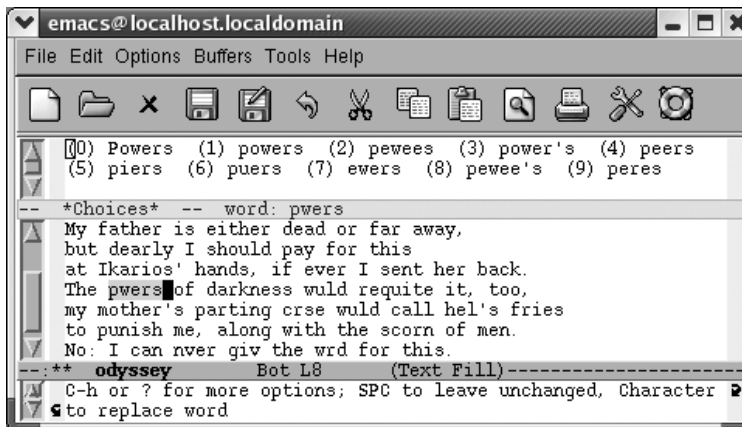 emacs@localhost.localdomain
File Edit Options Buffers Tools Help
(0) Powers (1) powers (2) pewees (3) power's (4) peers
(5) piers (6) puers (7) ewers (8) pewee's (9) peres
-- *Choices* -- word: pwers
My father is either dead or far away,
but dearly I should pay for this
at Ikarios' hands, if ever I sent her back.
The pwers of darkness wuld requite it, too,
my mother's parting crse wuld call hel's fries
to punish me, along with the scorn of men.
No: I can nver giv the wrd for this.
--:** odyssey Bot L8 (Text Fill)-----------------------
C-h or ? for more options; SPC to leave unchanged, Character
to replace word